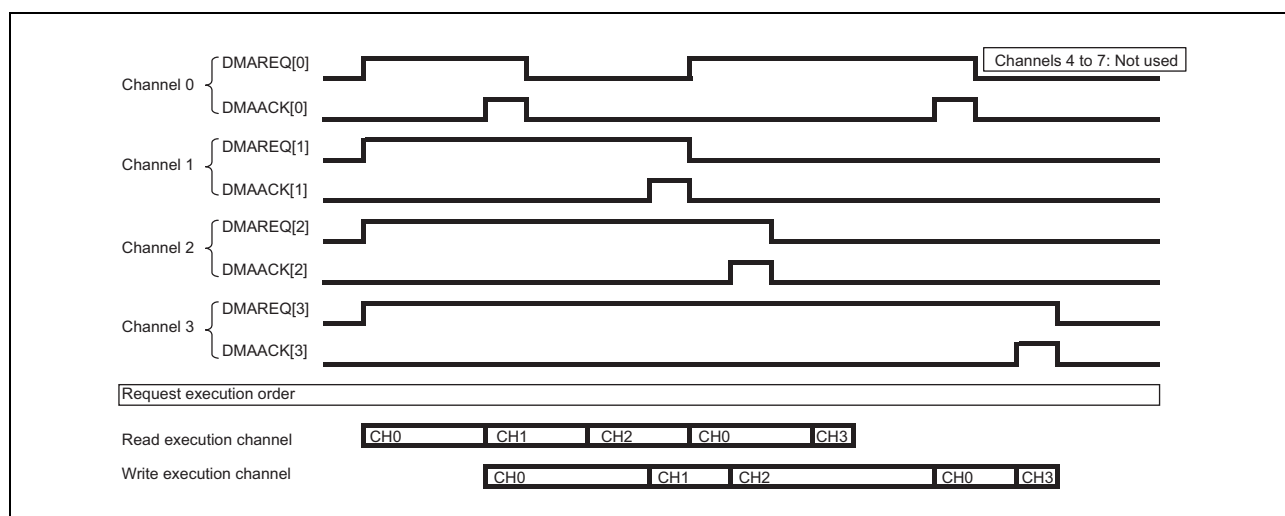 DMAREQ[0]
Channels 4 to 7: Not used
Channel 0
DMAACK[0]
DMAREQ[1]
Channel 1
DMAACK[1]
DMAREQ[2]
Channel 2
DMAACK[2]
DMAREQ[3]
Channel 3
DMAACK[3]
Request execution order
Read execution channel CH0 CH1 CH2 CH0 CH3
Write execution channel CH0 CH1 CH2 CH0 CH3